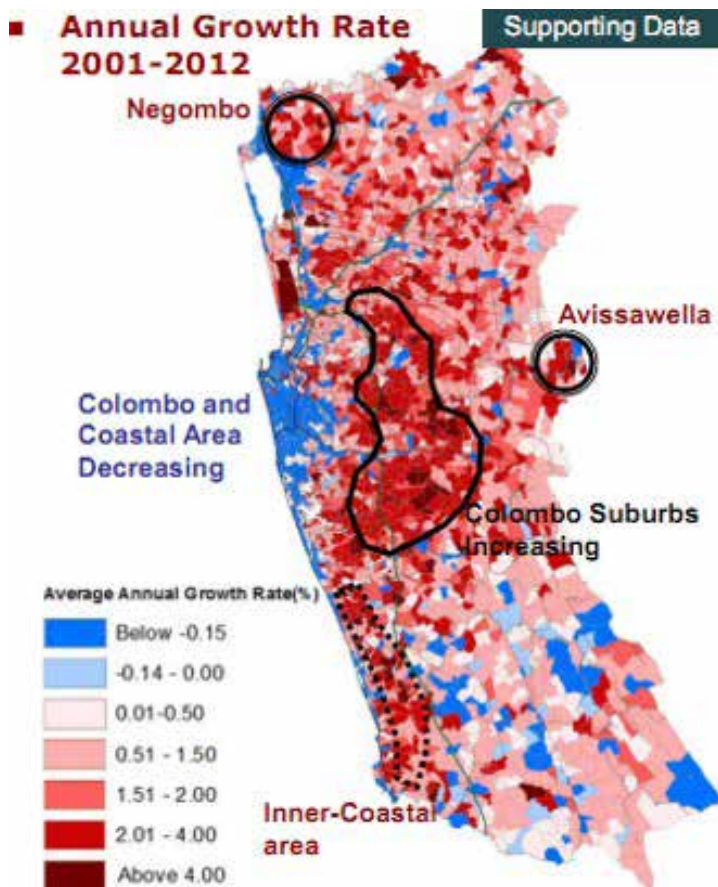 Annual Growth Rate
2001-2012
Supporting Data
Negombo
Avissawella
Colombo and
Coastal Area
Decreasing
Colombo Suburbs
Increasing
Average Annual Growth Rate(%)
Below -0.15
-0.14 - 0.00
0.01-0.50
0.51 - 1.50
1.51 - 2.00
2.01 - 4.00
Above 4.00
Inner-Coastal
area